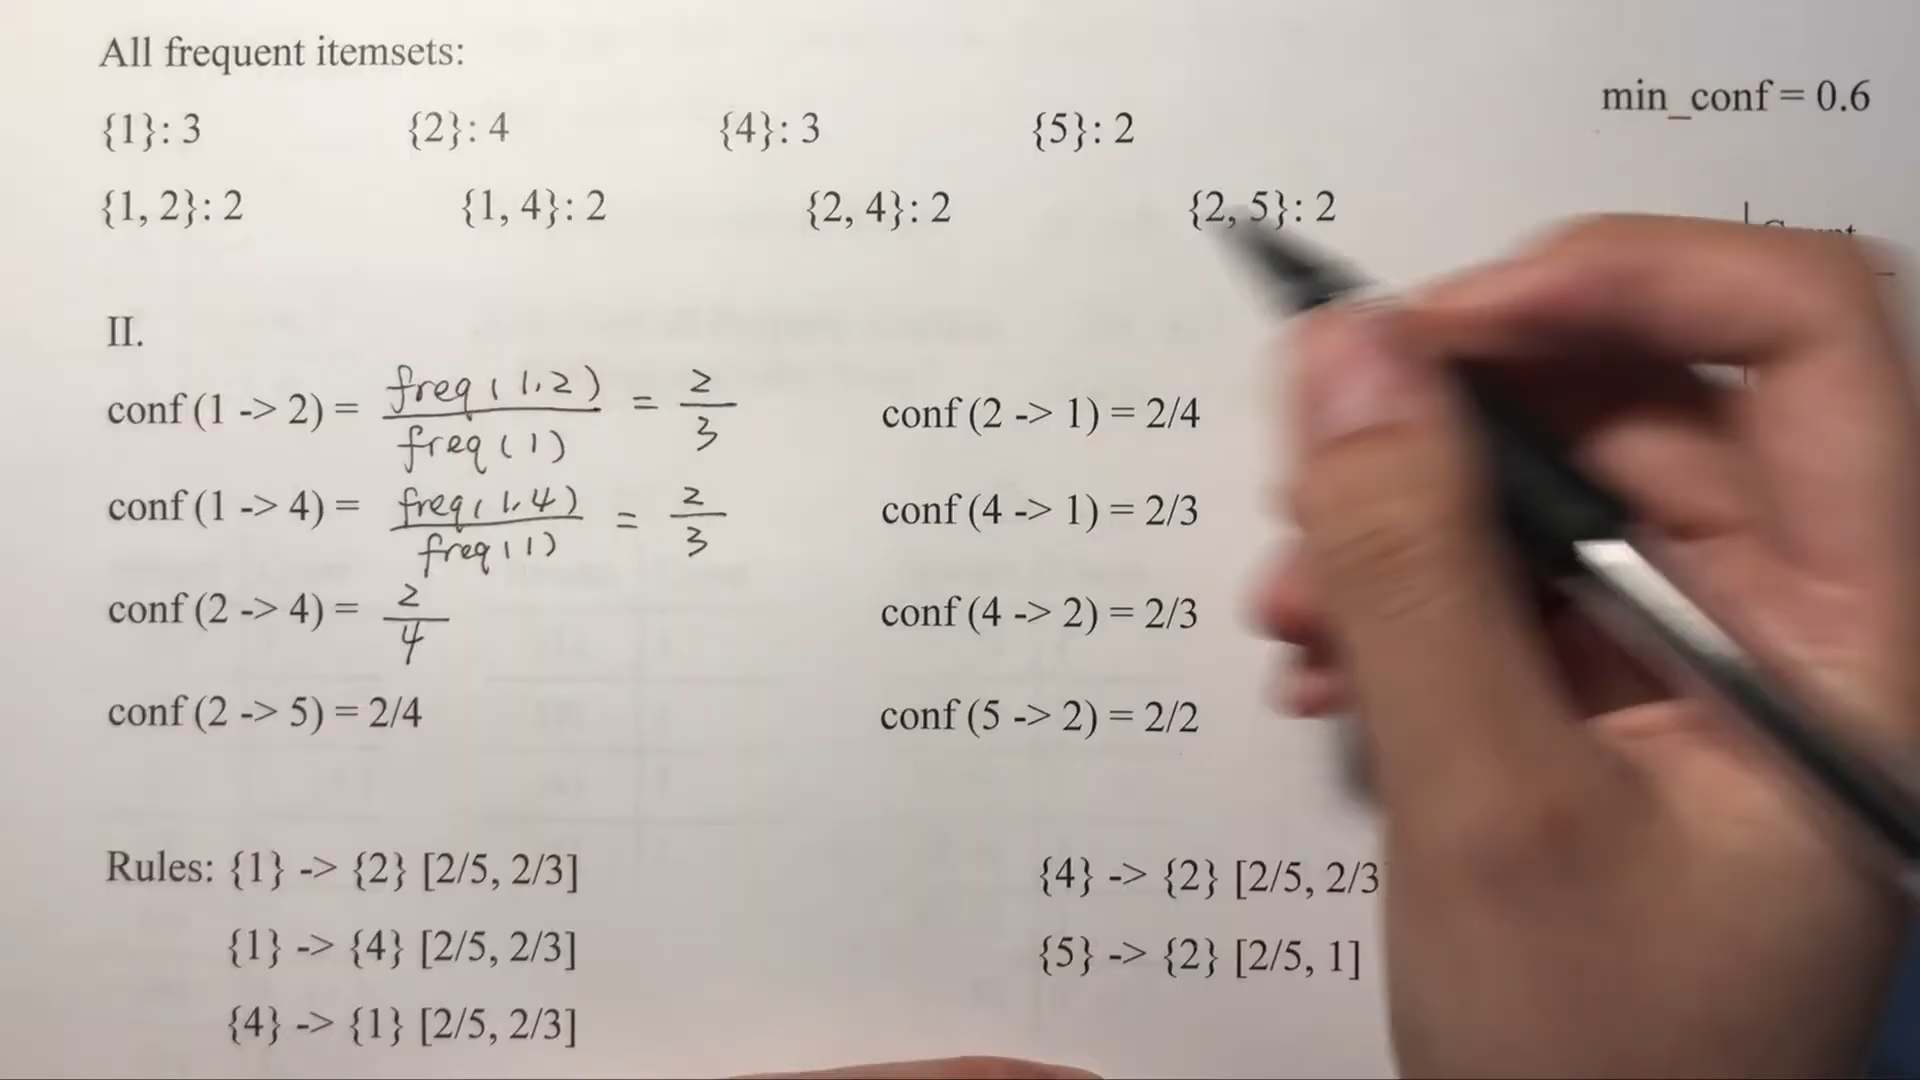 All frequent itemsets:
min_conf = 0.6
{1}: 3 {2}: 4 {4}: 3 {5}: 2
{1, 2}: 2 {1, 4}: 2 {2, 4}: 2 {2, 5}: 2
II.
conf (1 -> 2) = freq(1,2) / freq(1) = 2/3 conf (2 -> 1) = 2/4
conf (1 -> 4) = freq(1,4) / freq(1) = 2/3 conf (4 -> 1) = 2/3
conf (2 -> 4) = 2/4 conf (4 -> 2) = 2/3
conf (2 -> 5) = 2/4 conf (5 -> 2) = 2/2
Rules: {1} -> {2} [2/5, 2/3] {4} -> {2} [2/5, 2/3
{1} -> {4} [2/5, 2/3] {5} -> {2} [2/5, 1]
{4} -> {1} [2/5, 2/3]